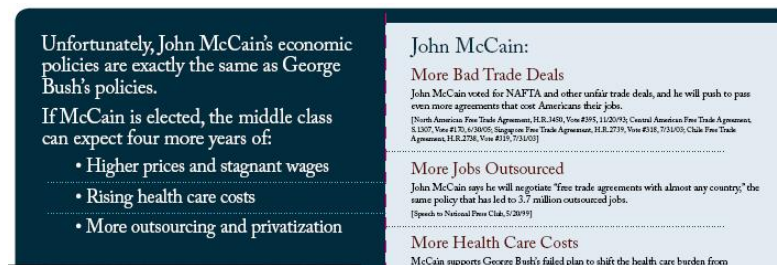 Unfortunately, John McCain's economic
policies are exactly the same as George
Bush's policies.
If McCain is elected, the middle class
can expect four more years of:
• Higher prices and stagnant wages
• Rising health care costs
• More outsourcing and privatization
John McCain:
More Bad Trade Deals
John McCain voted for NAFTA and other unfair trade deals, and he will push to pass
even more agreements that cost Americans their jobs.
[North American Free Trade Agreement, H.R.3450, Vote #395, 11/20/93; Central American Free Trade Agreement,
S.1307, Vote #170, 6/30/05; Singapore Free Trade Agreement, H.R.2739, Vote #318, 7/31/03; Chile Free Trade
Agreement, H.R.2738, Vote #319, 7/31/03]
More Jobs Outsourced
John McCain says he will negotiate "free trade agreements with almost any country," the
same policy that has led to 3.7 million outsourced jobs.
[Speech to National Press Club, 5/20/99]
More Health Care Costs
McCain supports George Bush's failed plan to shift the health care burden from